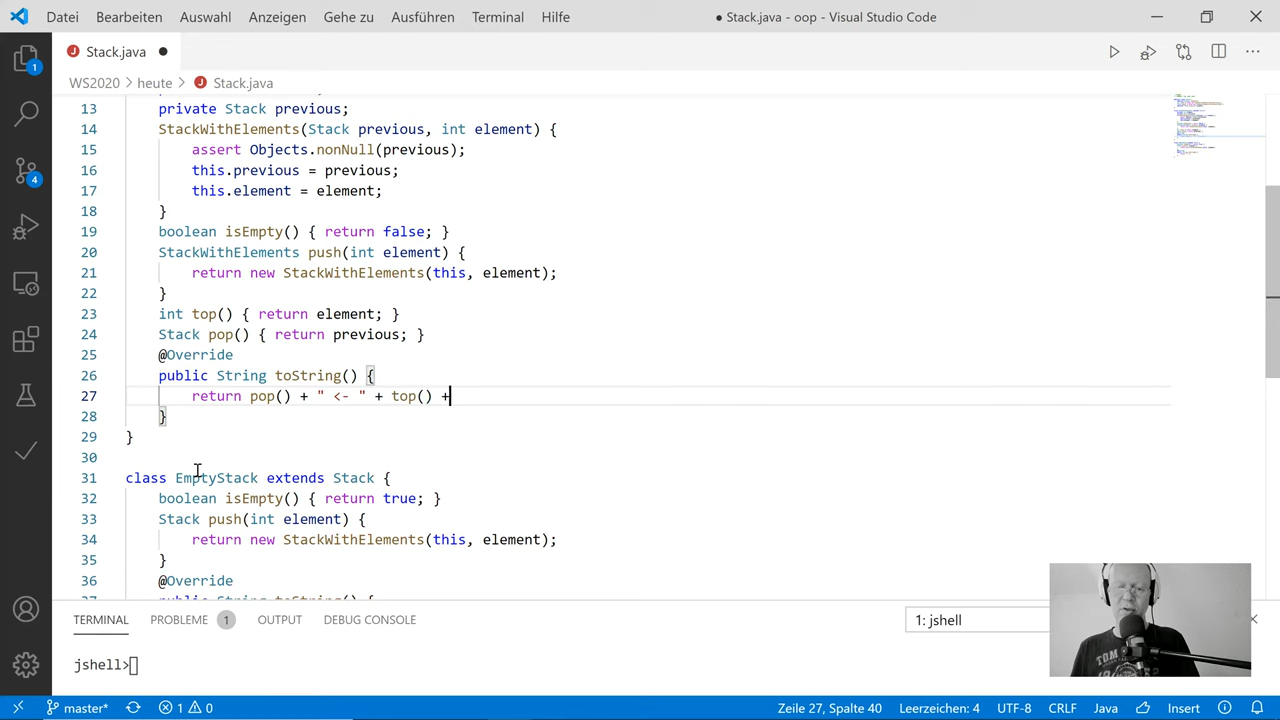 Datei Bearbeiten Auswahl Anzeigen Gehe zu Ausführen Terminal Hilfe ● Stack.java - oop - Visual Studio Code
Stack.java ●
WS2020 > heute > Stack.java
13 private Stack previous;
14 StackWithElements(Stack previous, int element) {
15 assert Objects.nonNull(previous);
16 this.previous = previous;
17 this.element = element;
18 }
19 boolean isEmpty() { return false; }
20 StackWithElements push(int element) {
21 return new StackWithElements(this, element);
22 }
23 int top() { return element; }
24 Stack pop() { return previous; }
25 @Override
26 public String toString() {
27 return pop() + " <- " + top() +
28 }
29 }
30
31 class EmptyStack extends Stack {
32 boolean isEmpty() { return true; }
33 Stack push(int element) {
34 return new StackWithElements(this, element);
35 }
36 @Override
37 public String toString() {
1
4
TERMINAL PROBLEME 1 OUTPUT DEBUG CONSOLE 1: jshell
jshell>
TOM
master* 1 0 Zeile 27, Spalte 40 Leerzeichen: 4 UTF-8 CRLF Java Insert